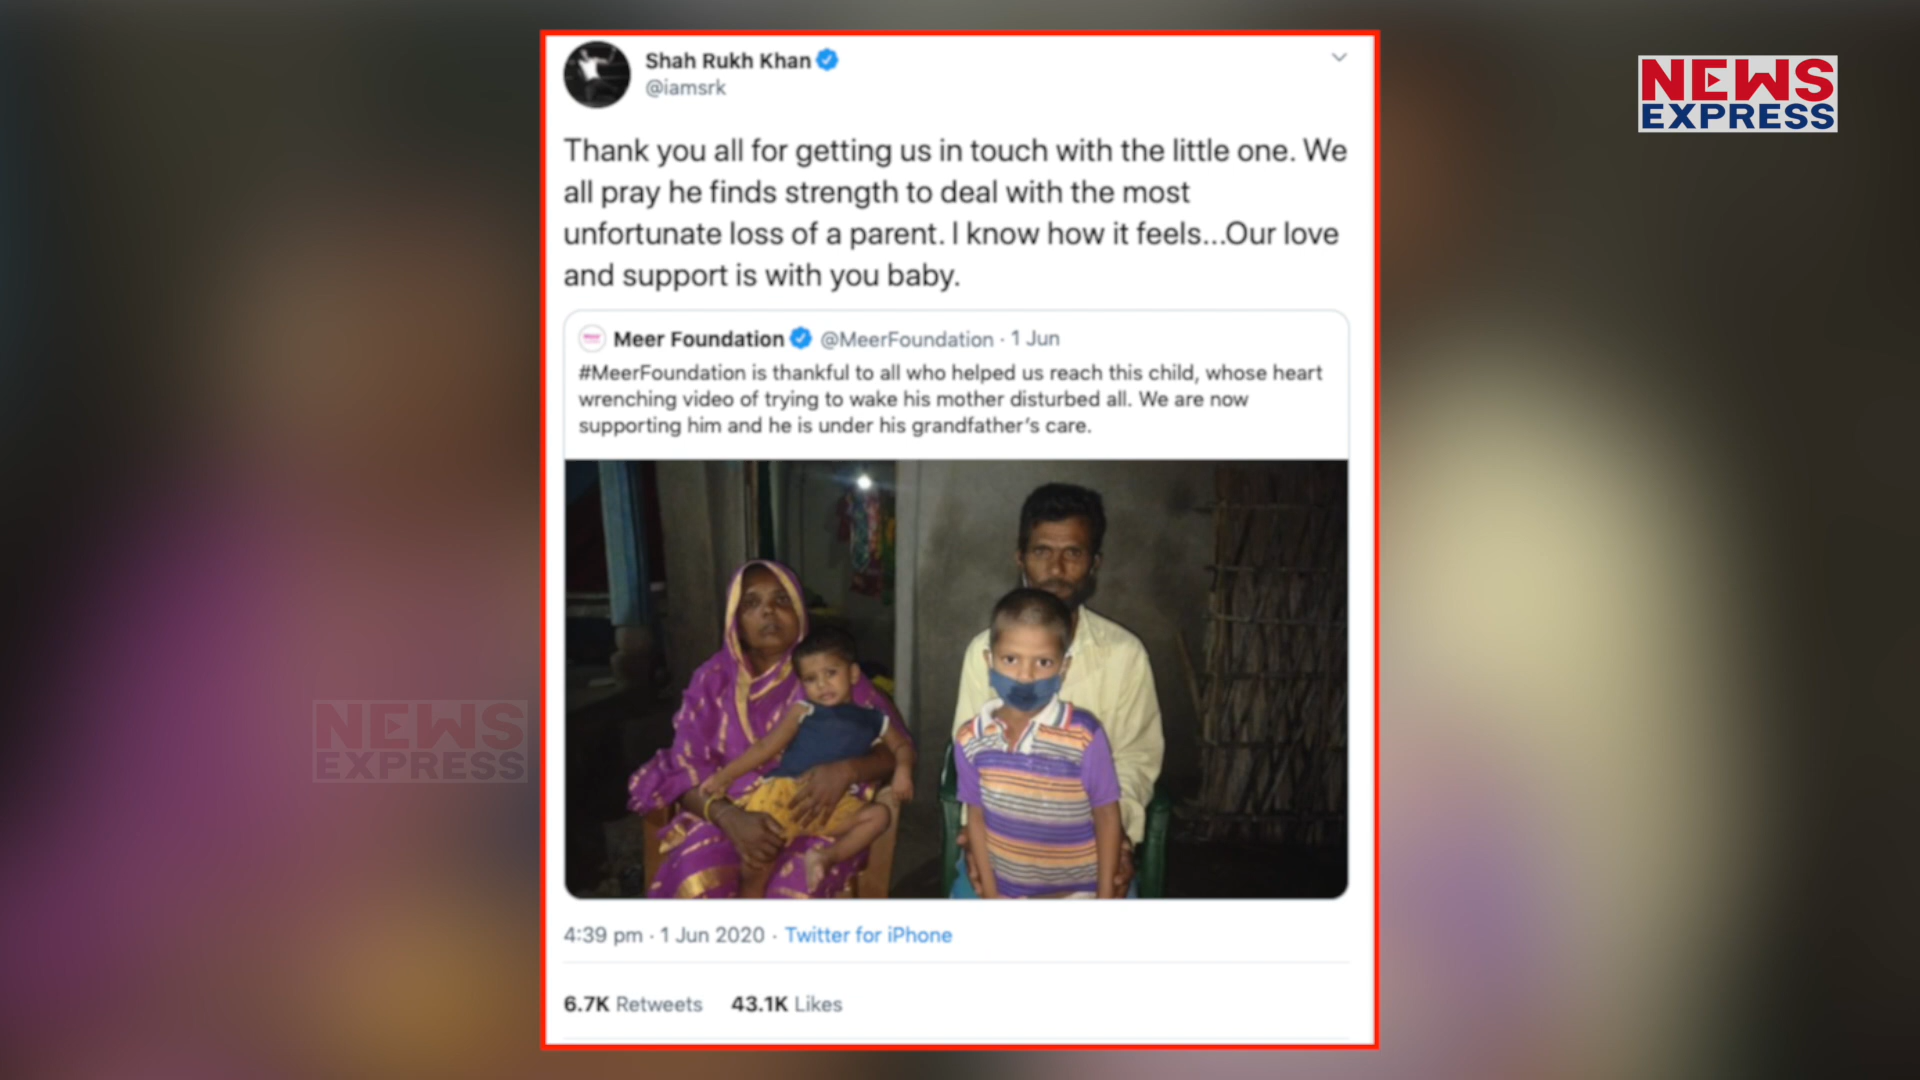 Shah Rukh Khan
@iamsrk
NEWS
EXPRESS
Thank you all for getting us in touch with the little one. We
all pray he finds strength to deal with the most
unfortunate loss of a parent. I know how it feels...Our love
and support is with you baby.
Meer Foundation @MeerFoundation · 1 Jun
#MeerFoundation is thankful to all who helped us reach this child, whose heart
wrenching video of trying to wake his mother disturbed all. We are now
supporting him and he is under his grandfather's care.
NEWS
EXPRESS
4:39 pm · 1 Jun 2020 · Twitter for iPhone
6.7K Retweets 43.1K Likes